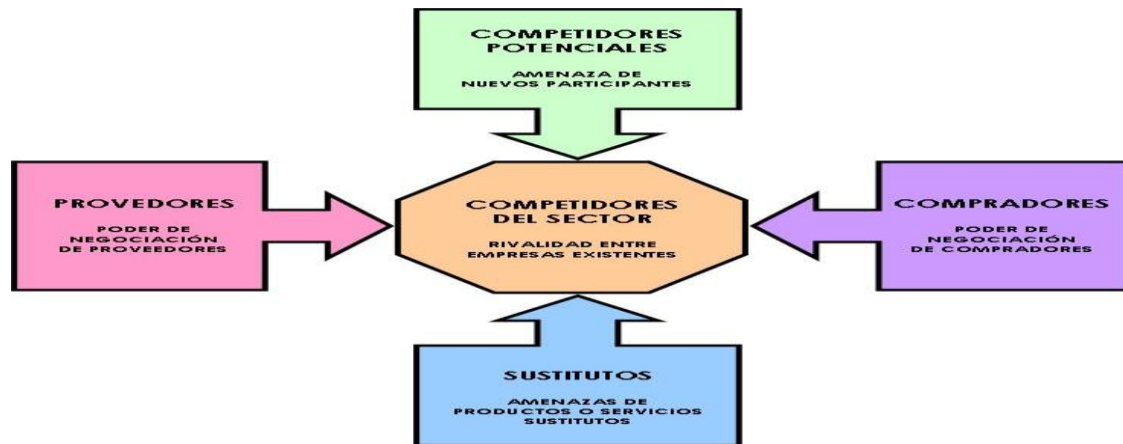 COMPETIDORES
POTENCIALES
AMENAZA DE
NUEVOS PARTICIPANTES
PROVEDORES
PODER DE
NEGOCIACIÓN
DE PROVEEDORES
COMPETIDORES
DEL SECTOR
RIVALIDAD ENTRE
EMPRESAS EXISTENTES
COMPRADORES
PODER DE
NEGOCIACIÓN
DE COMPRADORES
SUSTITUTOS
AMENAZAS DE
PRODUCTOS O SERVICIOS
SUSTITUTOS